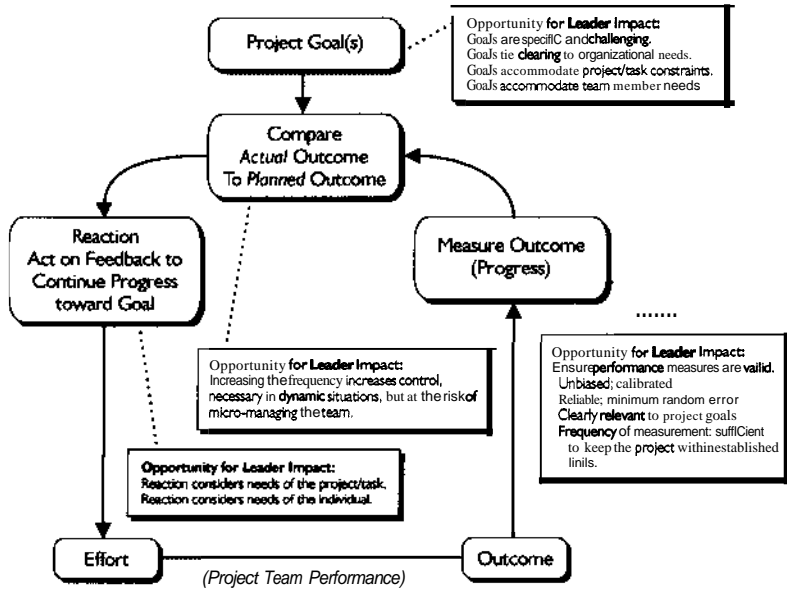 Project Goal(s)
Opportunity for Leader Impact:
GoaJs are specifIC and challenging.
GoaJs tie clearing to organizational needs.
GoaJs accommodate project/task constraints.
GoaJs accommodate team member needs
Compare
Actual Outcome
To Planned Outcome
Reaction
Act on Feedback to
Continue Progress
toward Goal
Measure Outcome
(Progress)
Opportunity for Leader Impact:
Increasing the frequency increases control,
necessary in dynamic situations, but at the risk of
micro-managing the team.
Opportunity for Leader Impact:
Ensure performance measures are vailid.
Unbiased; calibrated
Reliable; minimum random error
Clearly relevant to project goals
Frequency of measurement: suffICient
to keep the project withinestablished
linils.
Opportunity for Leader Impact:
Reaction considers needs of the project/task.
Reaction considers needs of the individual.
Effort
(Project Team Performance)
Outcome